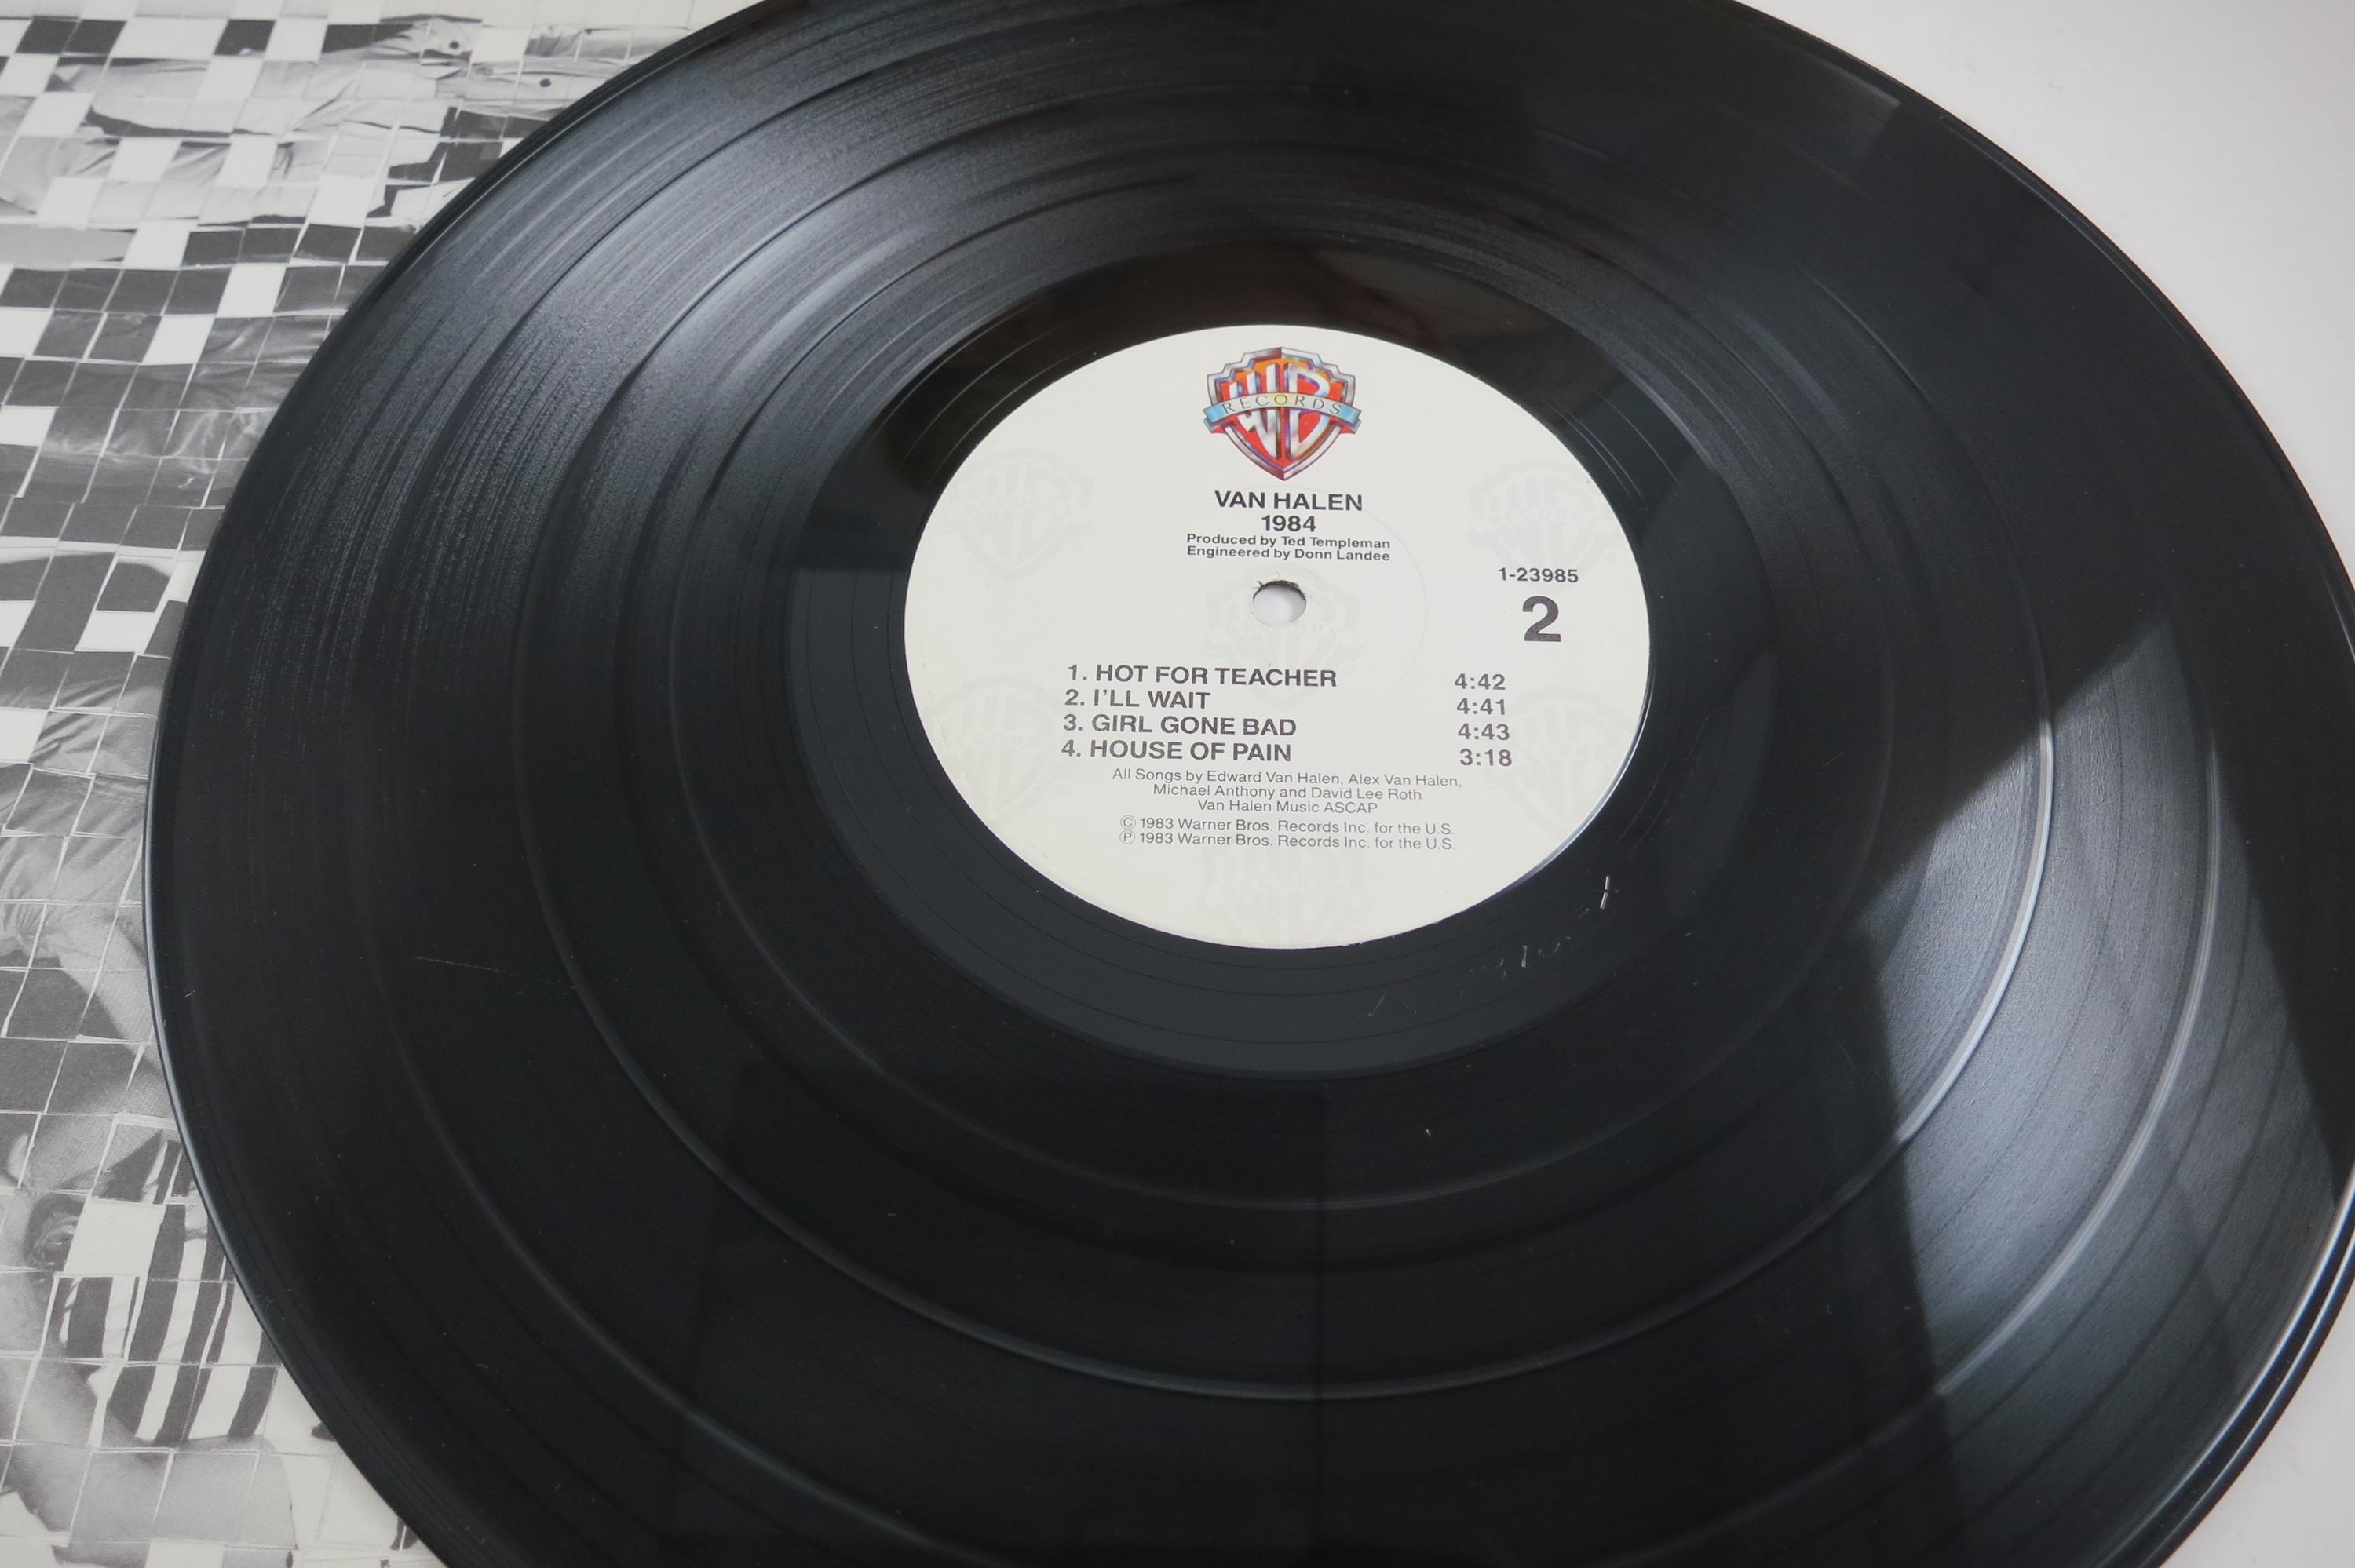 WB
RECORDS
VAN HALEN
1984
Produced by Ted Templeman
Engineered by Donn Landee
1-23985
2
1. HOT FOR TEACHER 4:42
2. I'LL WAIT 4:41
3. GIRL GONE BAD 4:43
4. HOUSE OF PAIN 3:18
All Songs by Edward Van Halen, Alex Van Halen,
Michael Anthony and David Lee Roth
Van Halen Music ASCAP
© 1983 Warner Bros. Records Inc. for the U.S.
℗ 1983 Warner Bros. Records Inc. for the U.S.